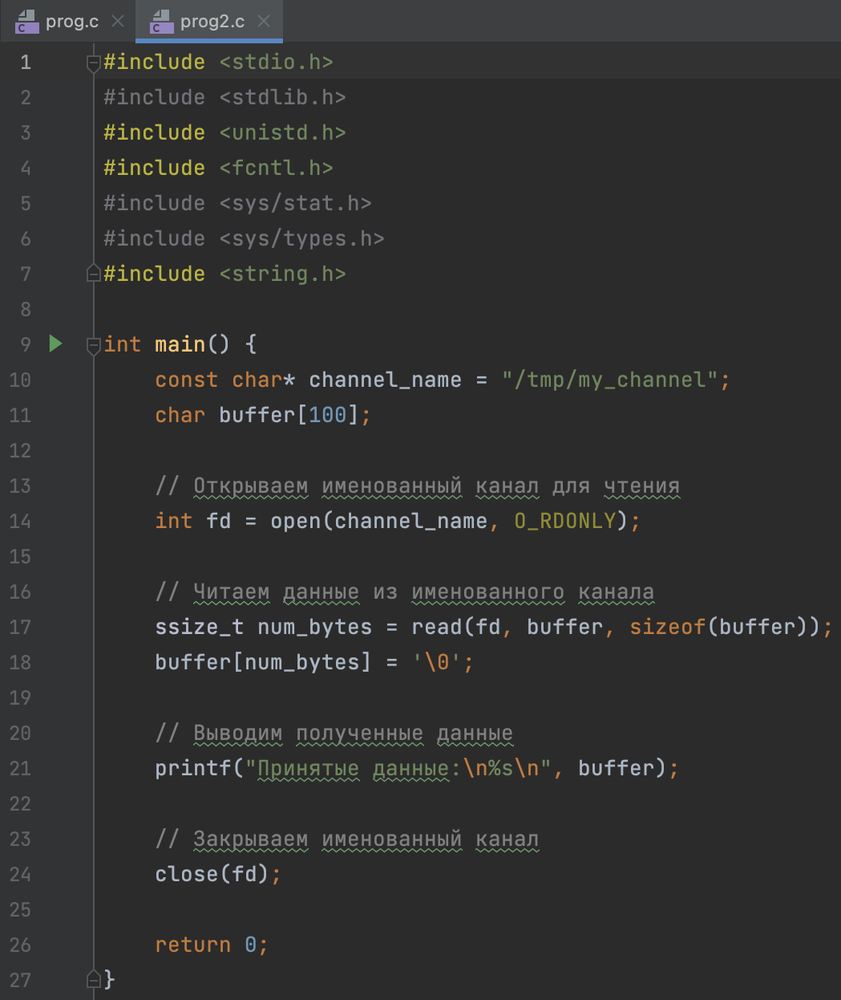 prog.c prog2.c
1 #include <stdio.h>
2 #include <stdlib.h>
3 #include <unistd.h>
4 #include <fcntl.h>
5 #include <sys/stat.h>
6 #include <sys/types.h>
7 #include <string.h>
8
9 int main() {
10     const char* channel_name = "/tmp/my_channel";
11     char buffer[100];
12
13     // Открываем именованный канал для чтения
14     int fd = open(channel_name, O_RDONLY);
15
16     // Читаем данные из именованного канала
17     ssize_t num_bytes = read(fd, buffer, sizeof(buffer));
18     buffer[num_bytes] = '\0';
19
20     // Выводим полученные данные
21     printf("Принятые данные:\n%s\n", buffer);
22
23     // Закрываем именованный канал
24     close(fd);
25
26     return 0;
27 }